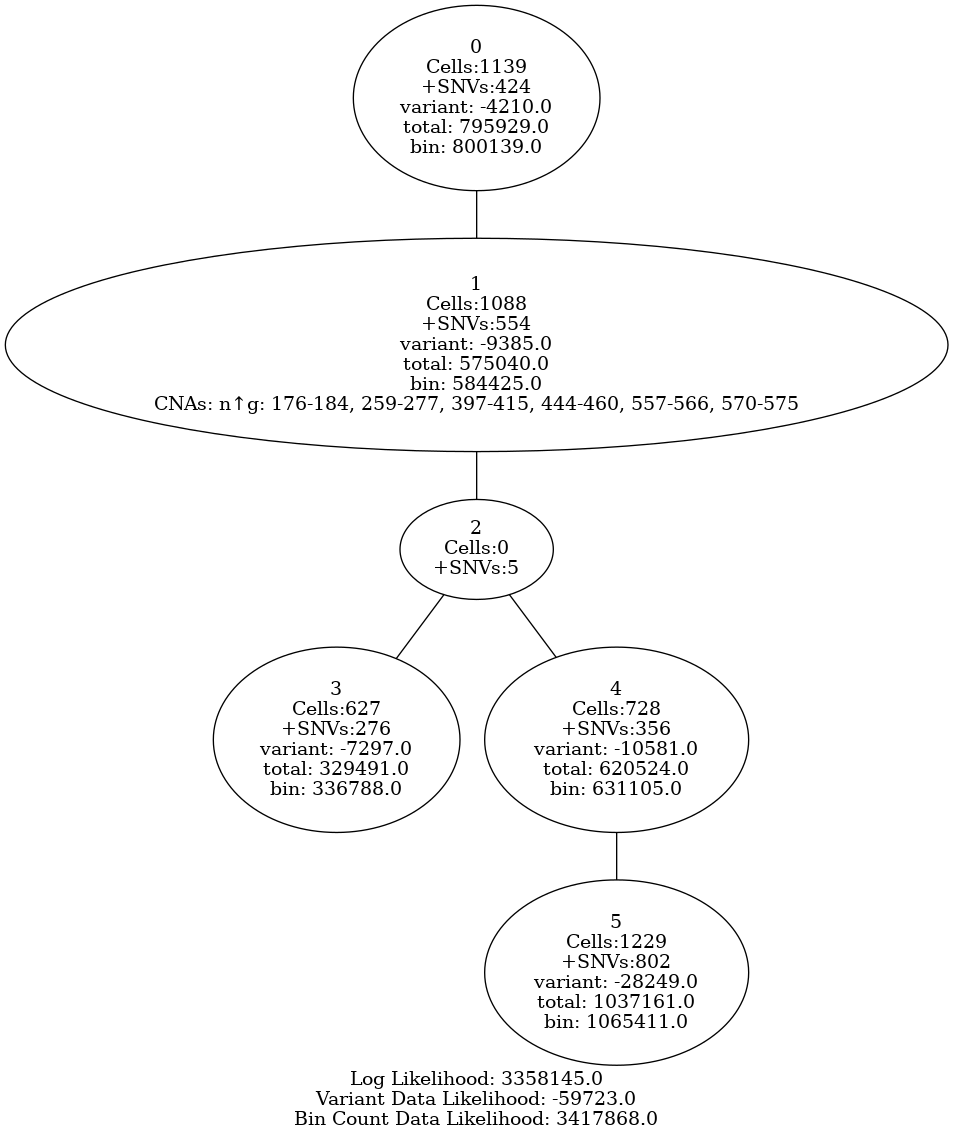 0
Cells:1139
+SNVs:424
variant: -4210.0
total: 795929.0
bin: 800139.0
1
Cells:1088
+SNVs:554
variant: -9385.0
total: 575040.0
bin: 584425.0
CNAs: n↑g: 176-184, 259-277, 397-415, 444-460, 557-566, 570-575
2
Cells:0
+SNVs:5
3
Cells:627
+SNVs:276
variant: -7297.0
total: 329491.0
bin: 336788.0
4
Cells:728
+SNVs:356
variant: -10581.0
total: 620524.0
bin: 631105.0
5
Cells:1229
+SNVs:802
variant: -28249.0
total: 1037161.0
bin: 1065411.0
Log Likelihood: 3358145.0
Variant Data Likelihood: -59723.0
Bin Count Data Likelihood: 3417868.0